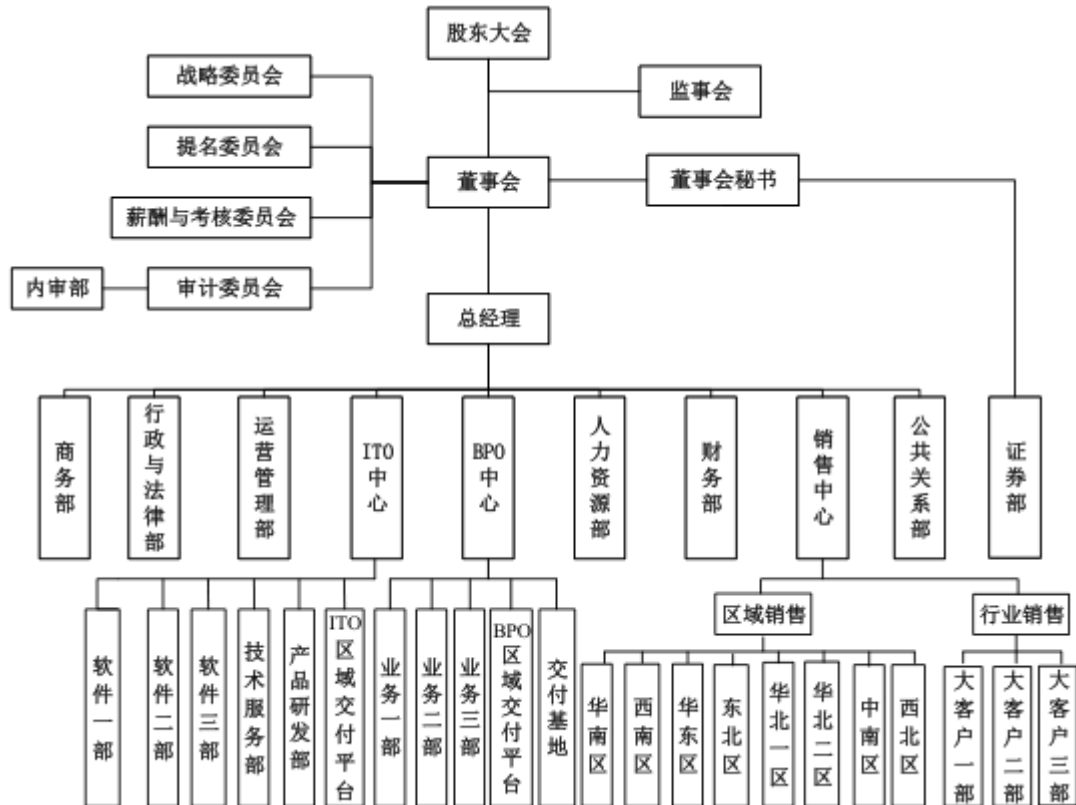 股东大会
战略委员会
监事会
提名委员会
董事会
董事会秘书
薪酬与考核委员会
内审部
审计委员会
总经理
商务部
行政与法律部
运营管理部
ITO中心
BPO中心
人力资源部
财务部
销售中心
公共关系部
证券部
区域销售
行业销售
软件一部
软件二部
软件三部
技术服务部
产品研发部
ITO区域交付平台
业务一部
业务二部
业务三部
BPO区域交付平台
交付基地
华南区
西南区
华东区
东北区
华北一区
华北二区
中南区
西北区
大客户一部
大客户二部
大客户三部